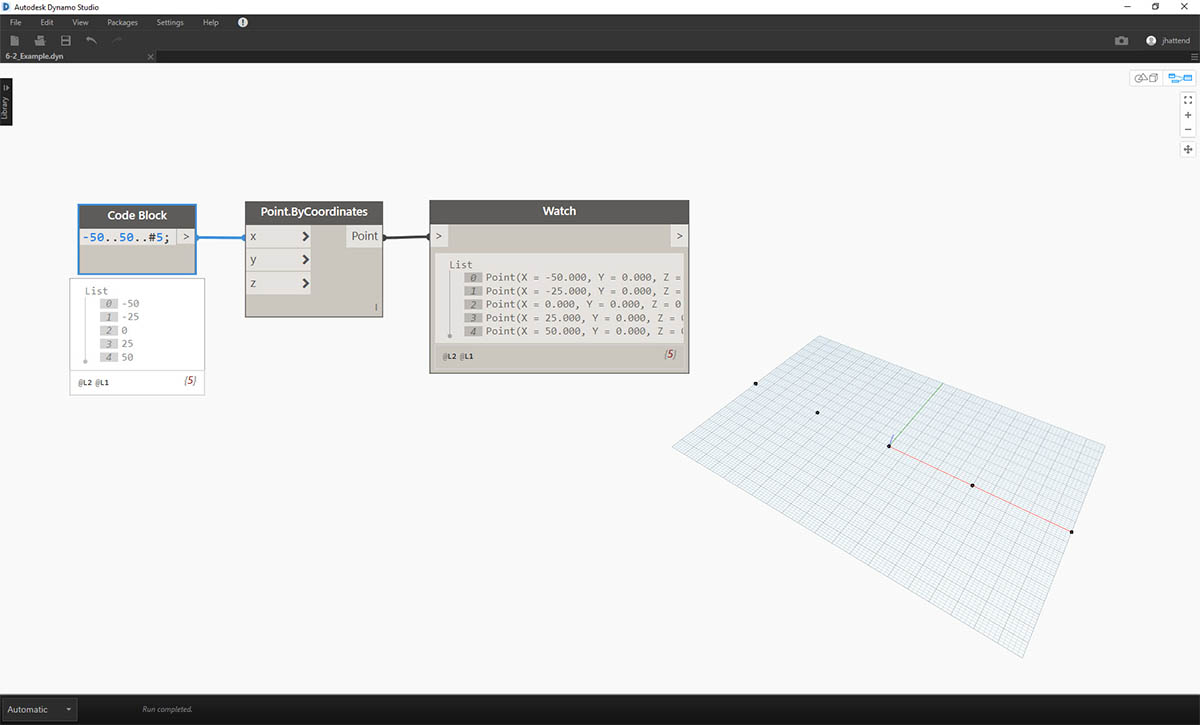 Autodesk Dynamo Studio
File Edit View Packages Settings Help
jhattend
6-2_Example.dyn
Library
Code Block
-50..50..#5; >
List
0 -50
1 -25
2 0
3 25
4 50
@L2 @L1 {5}
Point.ByCoordinates
x > Point
y >
z >
l
Watch
> >
List
0 Point(X = -50.000, Y = 0.000, Z =
1 Point(X = -25.000, Y = 0.000, Z =
2 Point(X = 0.000, Y = 0.000, Z = 0
3 Point(X = 25.000, Y = 0.000, Z = 
4 Point(X = 50.000, Y = 0.000, Z = 
@L2 @L1 {5}
Automatic
Run completed.